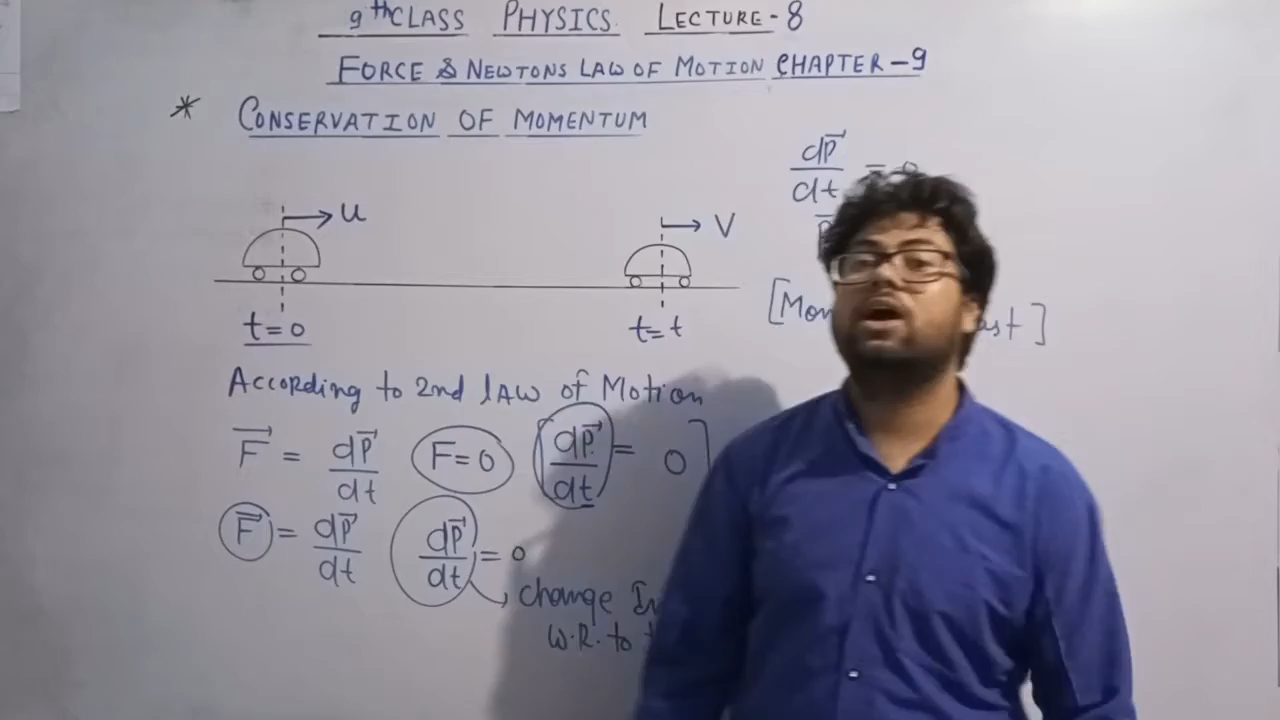 9th CLASS PHYSICS. LECTURE-8
FORCE & NEWTONS LAW OF MOTION CHAPTER-9
* CONSERVATION OF MOMENTUM
dp⃗/dt = 0
u
V
t=0
t=t
According to 2nd LAW of Motion
F⃗ = dp⃗/dt F=0 [dp⃗/dt = 0]
F⃗ = dp⃗/dt dp⃗/dt = 0
change
W.R. to